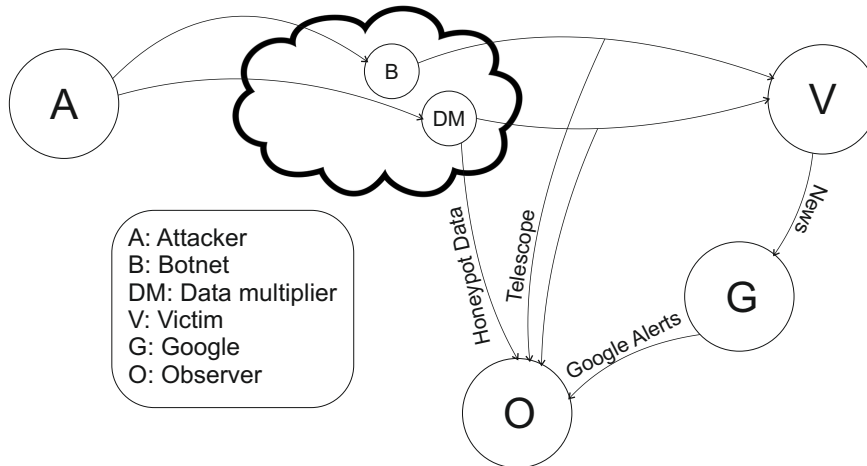 A
B
DM
V
News
Honeypot Data
Telescope
G
Google Alerts
O
A: Attacker
B: Botnet
DM: Data multiplier
V: Victim
G: Google
O: Observer